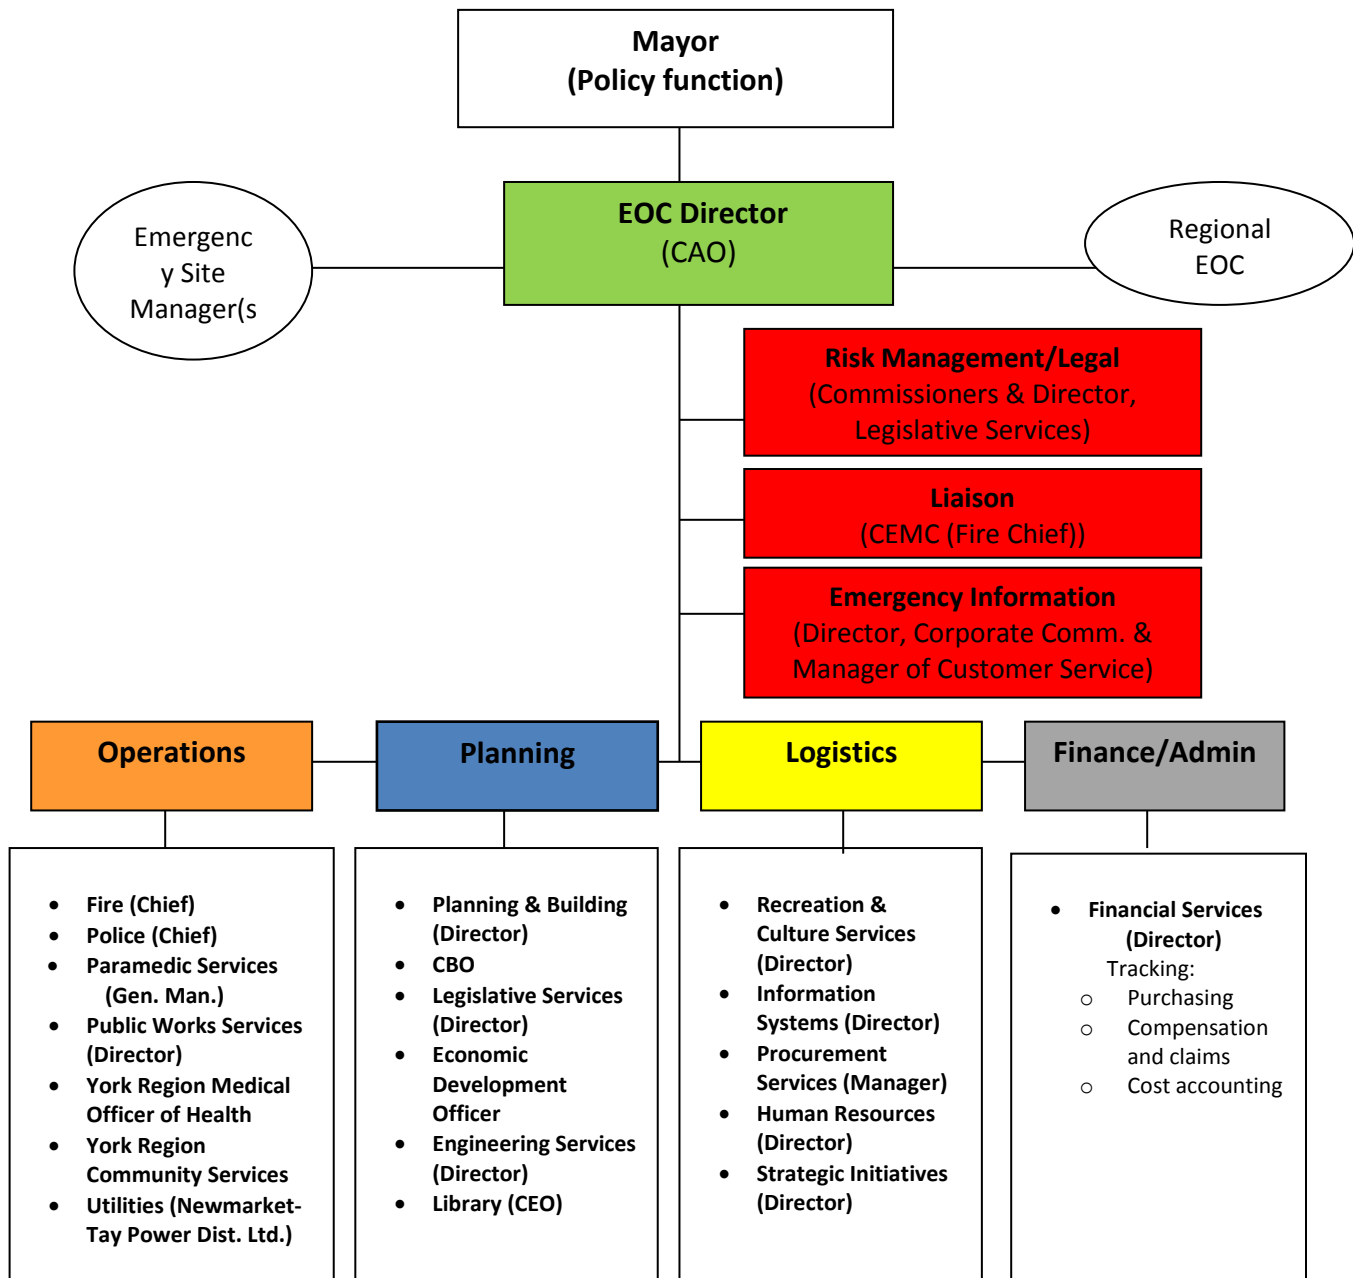 Mayor
(Policy function)
EOC Director
(CAO)
Emergenc
y Site
Manager(s
Regional
EOC
Risk Management/Legal
(Commissioners & Director,
Legislative Services)
Liaison
(CEMC (Fire Chief))
Emergency Information
(Director, Corporate Comm. &
Manager of Customer Service)
Operations
Planning
Logistics
Finance/Admin
• Fire (Chief)
• Police (Chief)
• Paramedic Services
(Gen. Man.)
• Public Works Services
(Director)
• York Region Medical
Officer of Health
• York Region
Community Services
• Utilities (Newmarket-
Tay Power Dist. Ltd.)
• Planning & Building
(Director)
• CBO
• Legislative Services
(Director)
• Economic
Development
Officer
• Engineering Services
(Director)
• Library (CEO)
• Recreation &
Culture Services
(Director)
• Information
Systems (Director)
• Procurement
Services (Manager)
• Human Resources
(Director)
• Strategic Initiatives
(Director)
• Financial Services
(Director)
Tracking:
o Purchasing
o Compensation
and claims
o Cost accounting